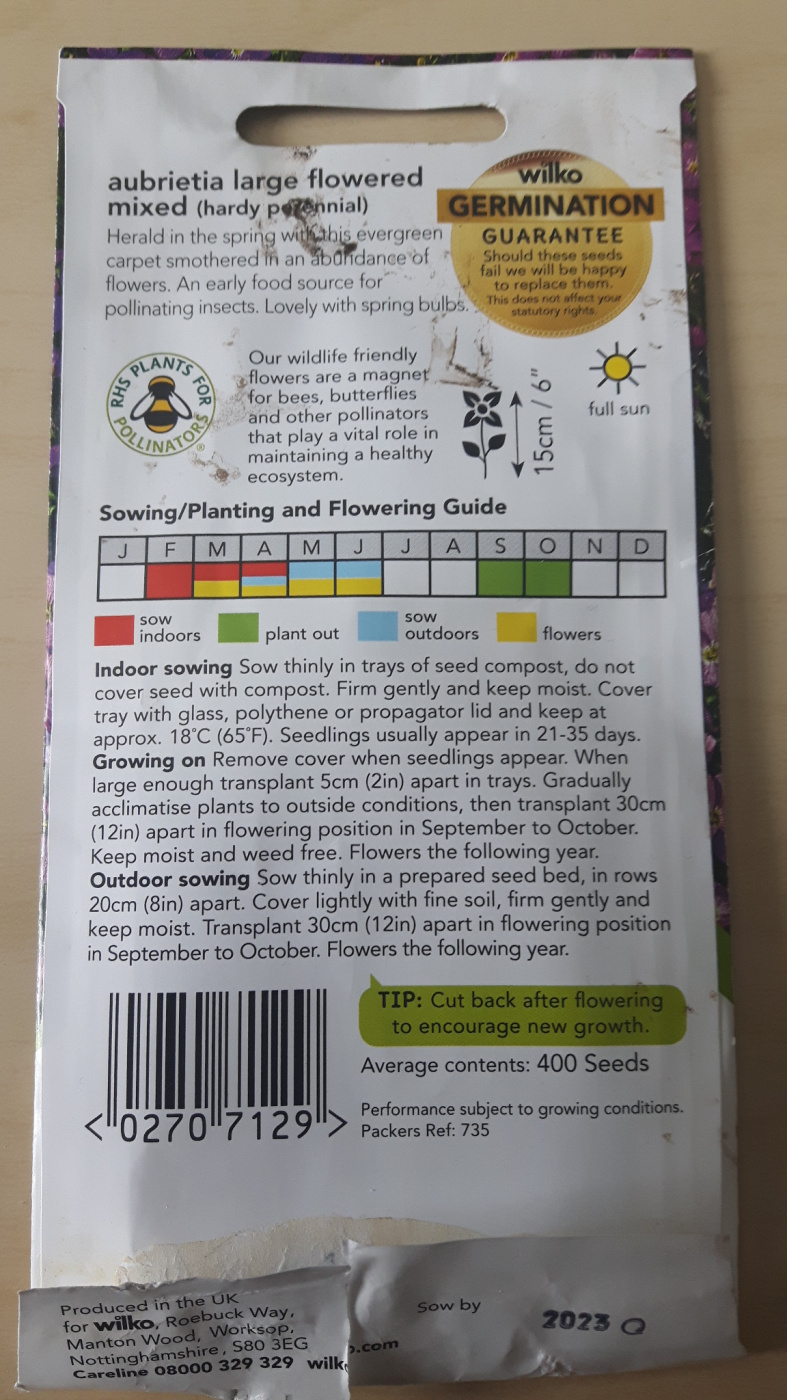 aubrietia large flowered
mixed (hardy perennial)
Herald in the spring with this evergreen
carpet smothered in an abundance of
flowers. An early food source for
pollinating insects. Lovely with spring bulbs.
wilko
GERMINATION
GUARANTEE
Should these seeds
fail we will be happy
to replace them.
This does not affect your
statutory rights.
RHS PLANTS FOR
POLLINATORS
®
Our wildlife friendly
flowers are a magnet
for bees, butterflies
and other pollinators
that play a vital role in
maintaining a healthy
ecosystem.
15cm / 6"
full sun
Sowing/Planting and Flowering Guide
J F M A M J J A S O N D
sow indoors
plant out
sow outdoors
flowers
Indoor sowing Sow thinly in trays of seed compost, do not
cover seed with compost. Firm gently and keep moist. Cover
tray with glass, polythene or propagator lid and keep at
approx. 18°C (65°F). Seedlings usually appear in 21-35 days.
Growing on Remove cover when seedlings appear. When
large enough transplant 5cm (2in) apart in trays. Gradually
acclimatise plants to outside conditions, then transplant 30cm
(12in) apart in flowering position in September to October.
Keep moist and weed free. Flowers the following year.
Outdoor sowing Sow thinly in a prepared seed bed, in rows
20cm (8in) apart. Cover lightly with fine soil, firm gently and
keep moist. Transplant 30cm (12in) apart in flowering position
in September to October. Flowers the following year.
TIP: Cut back after flowering
to encourage new growth.
Average contents: 400 Seeds
Performance subject to growing conditions.
Packers Ref: 735
<02707129>
Produced in the UK
for wilko, Roebuck Way,
Manton Wood, Worksop,
Nottinghamshire, S80 3EG
Careline 08000 329 329 wilk
.com
Sow by
2023 Q